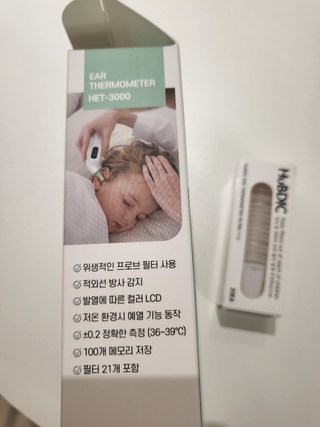 EAR
THERMOMETER
HET-3000
위생적인 프로브 필터 사용
적외선 방사 감지
발열에 따른 컬러 LCD
저온 환경시 예열 기능 동작
±0.2 정확한 측정 (36~39℃)
100개 메모리 저장
필터 21개 포함
HuBDIC